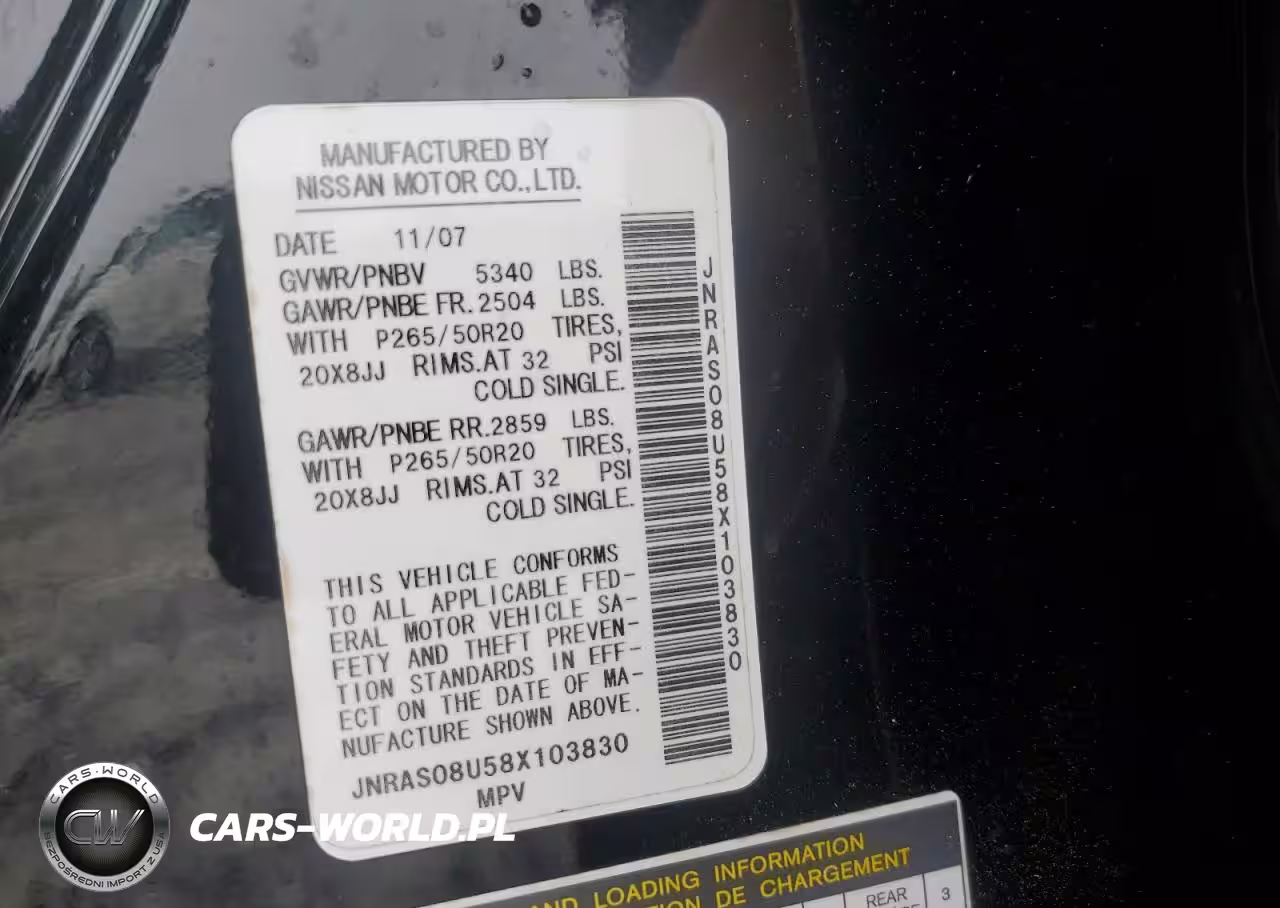 MANUFACTURED BY
NISSAN MOTOR CO.,LTD.
DATE 11/07
GVWR/PNBV 5340 LBS.
GAWR/PNBE FR. 2504 LBS.
WITH P265/50R20 TIRES,
20X8JJ RIMS.AT 32 PSI
COLD SINGLE.
GAWR/PNBE RR. 2859 LBS.
WITH P265/50R20 TIRES,
20X8JJ RIMS.AT 32 PSI
COLD SINGLE.
THIS VEHICLE CONFORMS
TO ALL APPLICABLE FED-
ERAL MOTOR VEHICLE SA-
FETY AND THEFT PREVEN-
TION STANDARDS IN EFF-
ECT ON THE DATE OF MA-
NUFACTURE SHOWN ABOVE.
JNRAS08U58X103830
MPV
JNRAS08U58X103830
CARS-WORLD
CW
BEZPOŚREDNI IMPORT Z USA
CARS-WORLD.PL
AND LOADING INFORMATION
DE CHARGEMENT
REAR 3